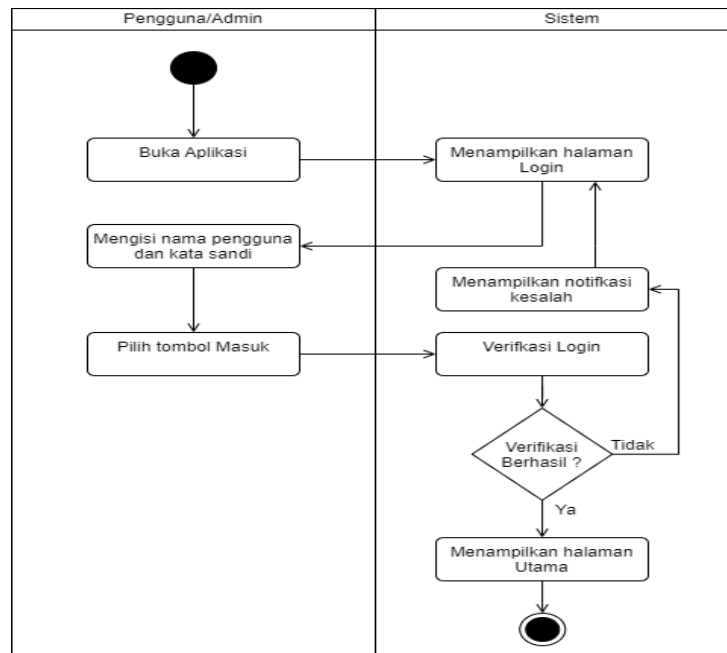 Pengguna/Admin
Sistem
Buka Aplikasi
Menampilkan halaman
Login
Mengisi nama pengguna
dan kata sandi
Menampilkan notifkasi
kesalah
Pilih tombol Masuk
Verifkasi Login
Verifikasi
Berhasil ?
Tidak
Ya
Menampilkan halaman
Utama